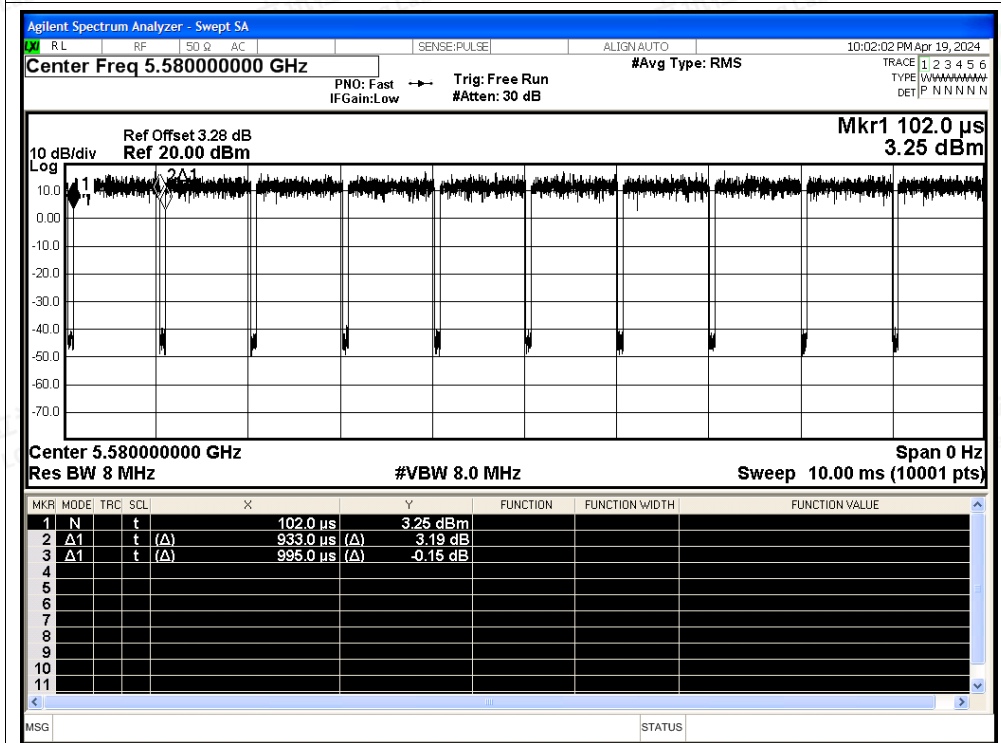 Agilent Spectrum Analyzer - Swept SA
LXI RL RF 50 Ω AC SENSE:PULSE ALIGN AUTO 10:02:02 PM Apr 19, 2024
Center Freq 5.580000000 GHz #Avg Type: RMS TRACE 1 2 3 4 5 6
PNO: Fast Trig: Free Run TYPE WWWWWW
IFGain:Low #Atten: 30 dB DET P N N N N N
Mkr1 102.0 µs
Ref Offset 3.28 dB
10 dB/div Ref 20.00 dBm 3.25 dBm
Log
1 2Δ1
10.0
0.00
-10.0
-20.0
-30.0
-40.0
-50.0
-60.0
-70.0
Center 5.580000000 GHz Span 0 Hz
Res BW 8 MHz #VBW 8.0 MHz Sweep 10.00 ms (10001 pts)
MKR MODE TRC SCL X Y FUNCTION FUNCTION WIDTH FUNCTION VALUE
1 N t 102.0 µs 3.25 dBm
2 Δ1 t (Δ) 933.0 µs (Δ) 3.19 dB
3 Δ1 t (Δ) 995.0 µs (Δ) -0.15 dB
4
5
6
7
8
9
10
11
MSG STATUS